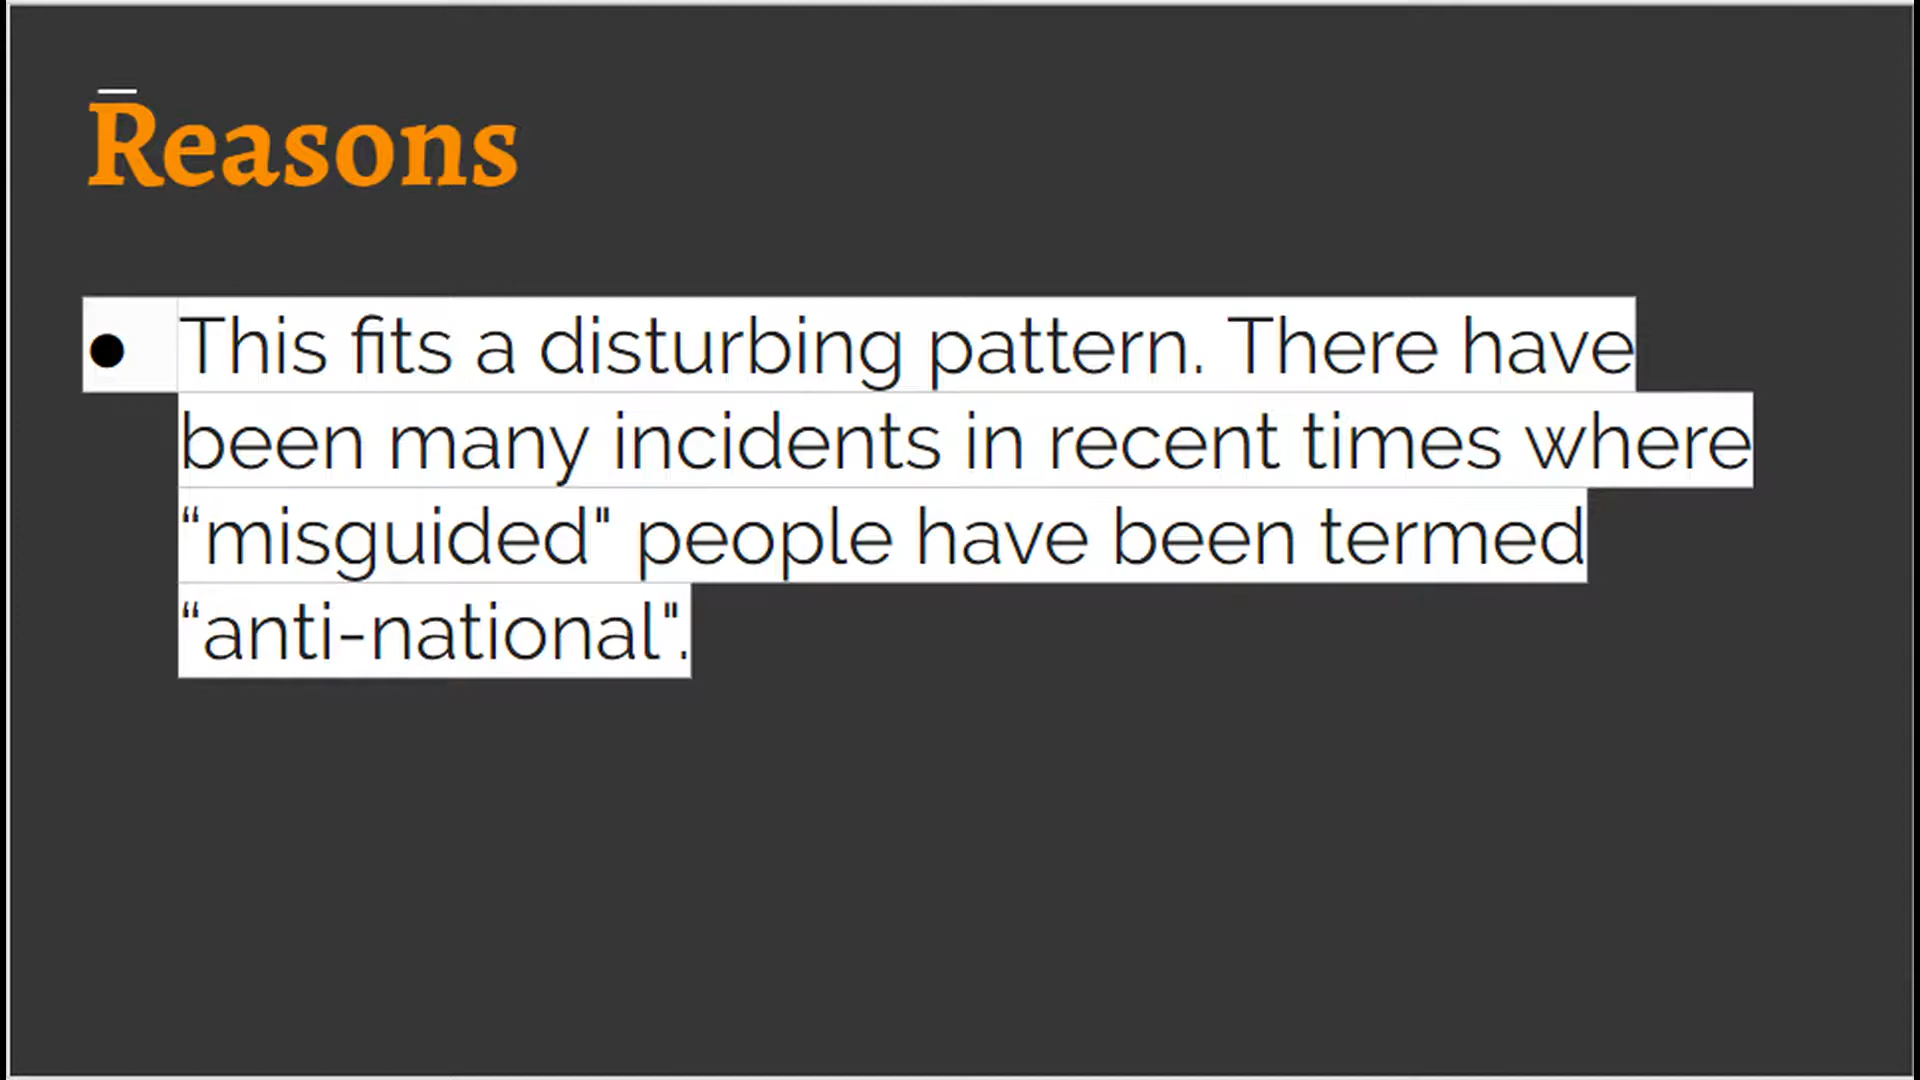 Reasons
● This fits a disturbing pattern. There have
been many incidents in recent times where
“misguided" people have been termed
“anti-national".